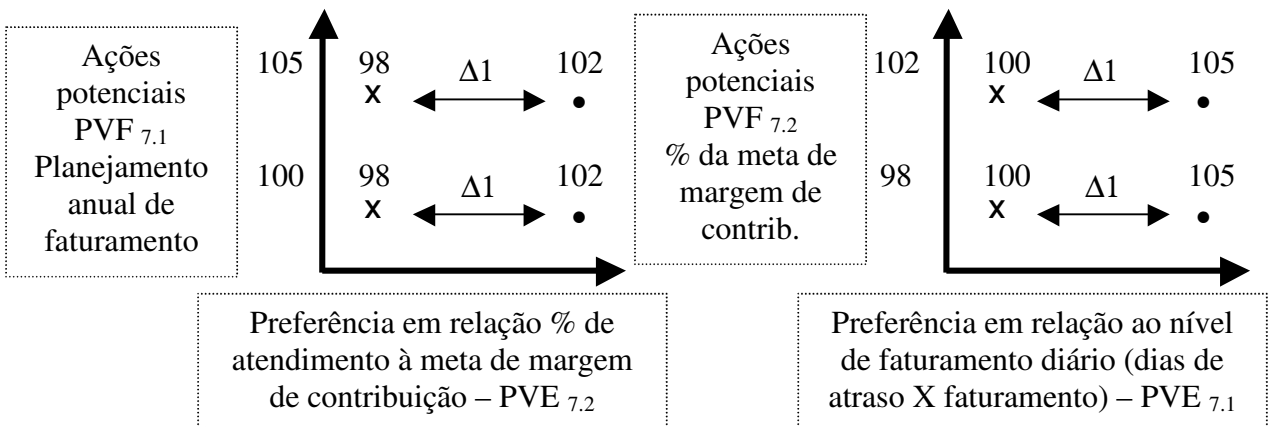 Ações
potenciais
PVF 7.1
Planejamento
anual de
faturamento
105 98 Δ1 102
x •
100 98 Δ1 102
x •
Preferência em relação % de
atendimento à meta de margem
de contribuição – PVE 7.2
Ações
potenciais
PVF 7.2
% da meta de
margem de
contrib.
102 100 Δ1 105
x •
98 100 Δ1 105
x •
Preferência em relação ao nível
de faturamento diário (dias de
atraso X faturamento) – PVE 7.1